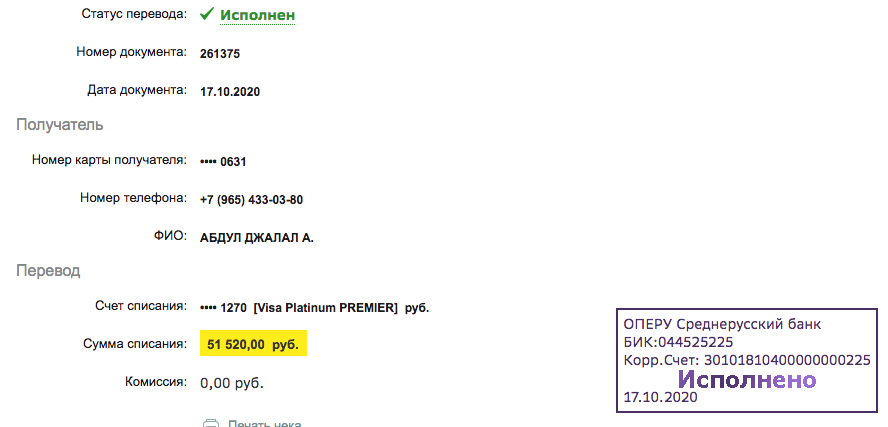 Статус перевода: Исполнен
Номер документа: 261375
Дата документа: 17.10.2020
Получатель
Номер карты получателя: •••• 0631
Номер телефона: +7 (965) 433-03-80
ФИО: АБДУЛ ДЖАЛАЛ А.
Перевод
Счет списания: •••• 1270 [Visa Platinum PREMIER] руб.
Сумма списания: 51 520,00 руб.
Комиссия: 0,00 руб.
Печать чека
ОПЕРУ Среднерусский банк
БИК:044525225
Корр.Счет: 30101810400000000225
Исполнено
17.10.2020